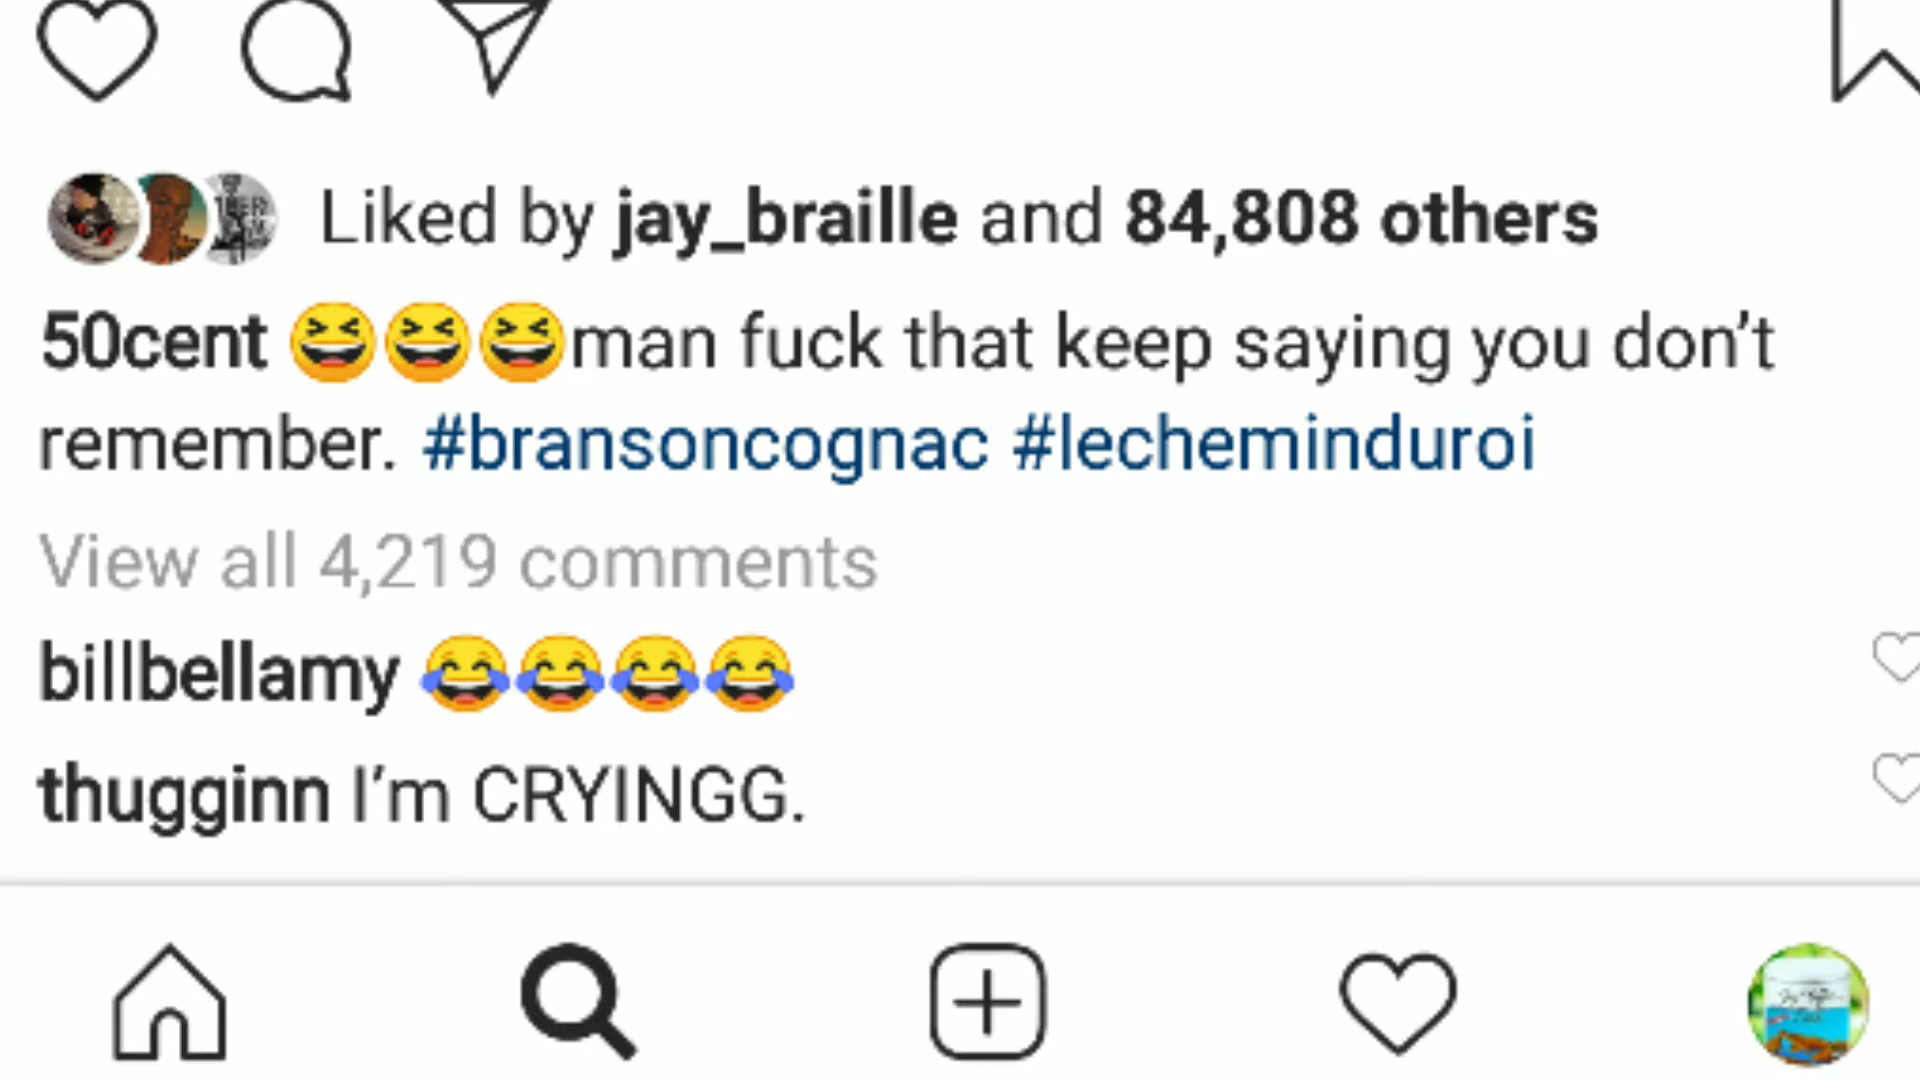 Liked by jay_braille and 84,808 others
50cent 😆😆😆man fuck that keep saying you don't
remember. #bransoncognac #lecheminduroi
View all 4,219 comments
billbellamy 😂😂😂😂
thugginn I'm CRYINGG.